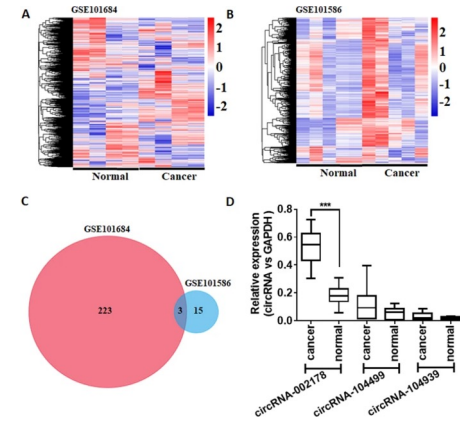 A
GSE101684
2
1
0
-1
-2
Normal
Cancer
B
GSE101586
2
1
0
-1
-2
Normal
Cancer
C
GSE101684
GSE101586
223
3
15
D
Relative expression
(circRNA vs GAPDH)
0.8
0.6
0.4
0.2
0.0
***
cancer
normal
cancer
normal
cancer
normal
circRNA-002178
circRNA-104499
circRNA-104939